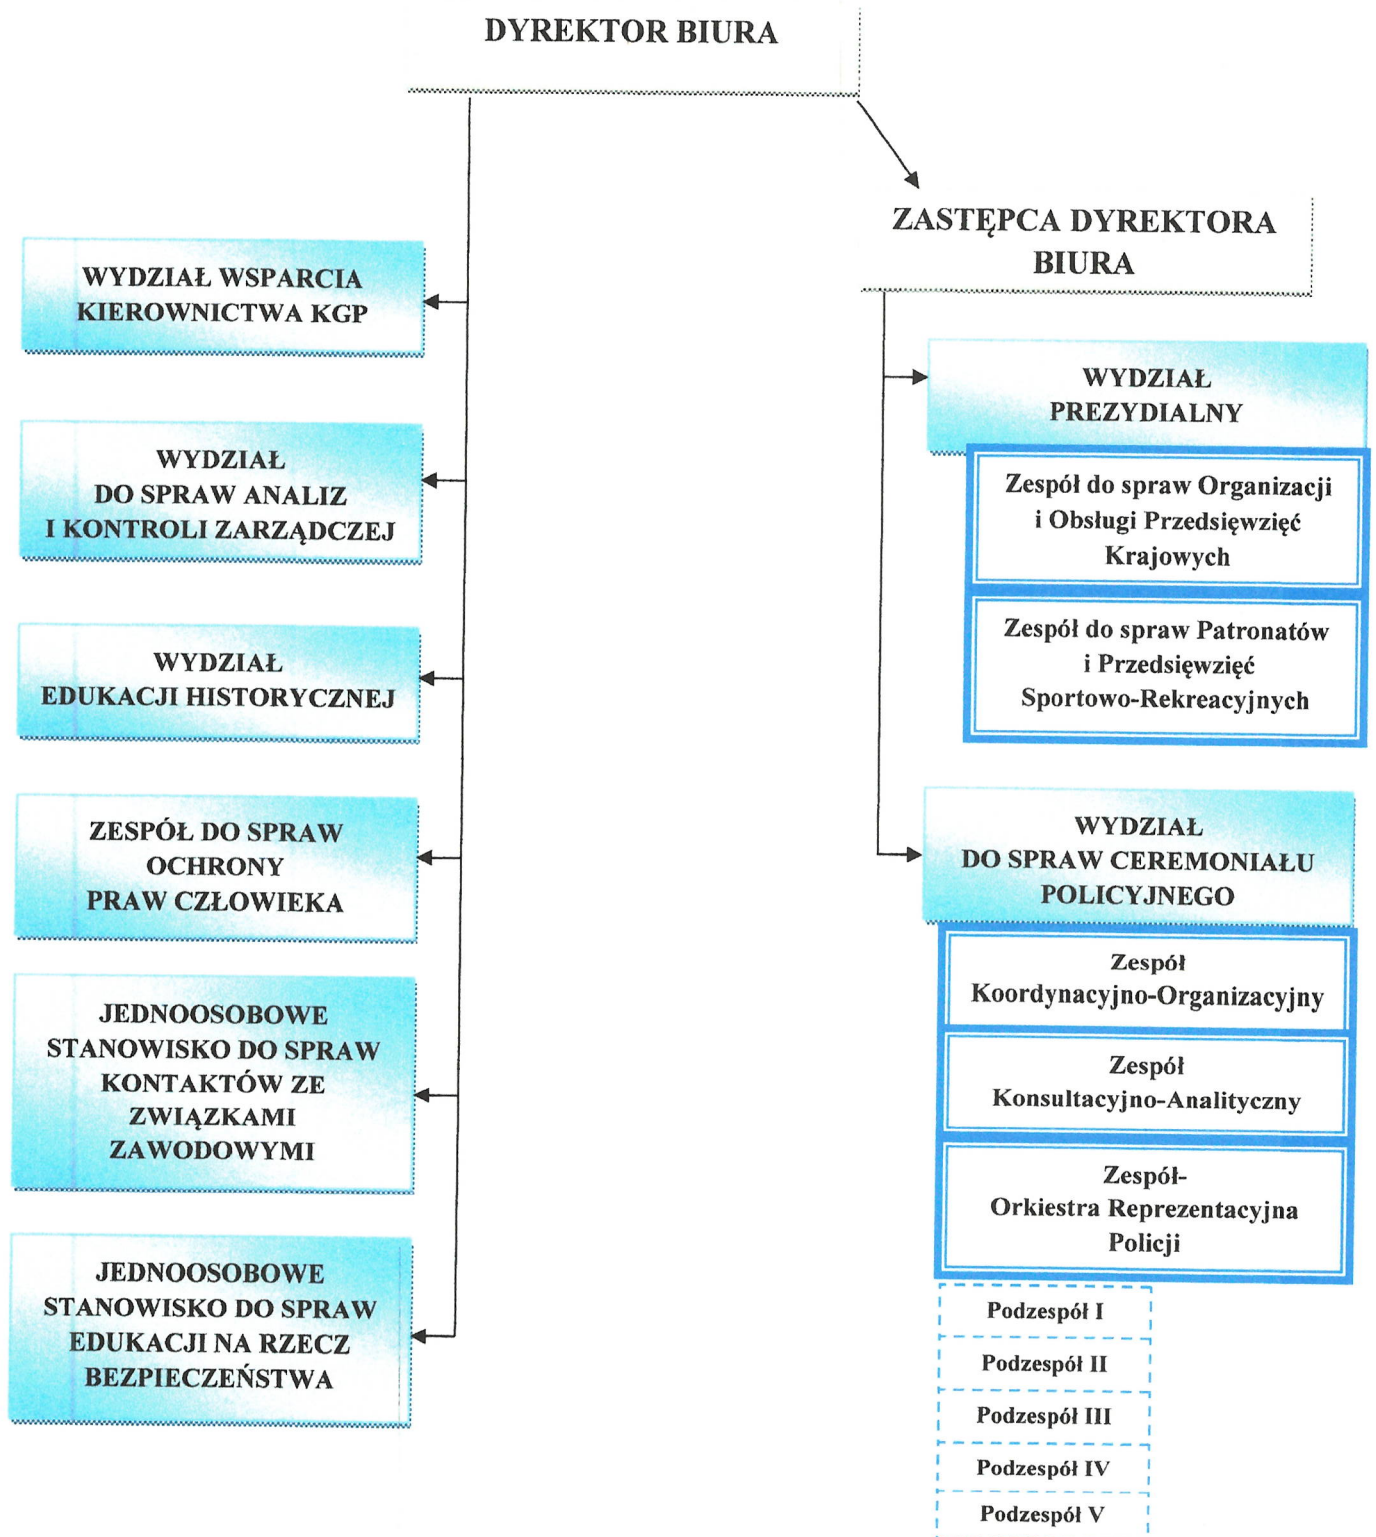 DYREKTOR BIURA
ZASTĘPCA DYREKTORA
BIURA
WYDZIAŁ WSPARCIA
KIEROWNICTWA KGP
WYDZIAŁ
DO SPRAW ANALIZ
I KONTROLI ZARZĄDCZEJ
WYDZIAŁ
EDUKACJI HISTORYCZNEJ
ZESPÓŁ DO SPRAW
OCHRONY
PRAW CZŁOWIEKA
JEDNOOSOBOWE
STANOWISKO DO SPRAW
KONTAKTÓW ZE
ZWIĄZKAMI
ZAWODOWYMI
JEDNOOSOBOWE
STANOWISKO DO SPRAW
EDUKACJI NA RZECZ
BEZPIECZEŃSTWA
WYDZIAŁ
PREZYDIALNY
Zespół do spraw Organizacji
i Obsługi Przedsięwzięć
Krajowych
Zespół do spraw Patronatów
i Przedsięwzięć
Sportowo-Rekreacyjnych
WYDZIAŁ
DO SPRAW CEREMONIAŁU
POLICYJNEGO
Zespół
Koordynacyjno-Organizacyjny
Zespół
Konsultacyjno-Analityczny
Zespół-
Orkiestra Reprezentacyjna
Policji
Podzespół I
Podzespół II
Podzespół III
Podzespół IV
Podzespół V